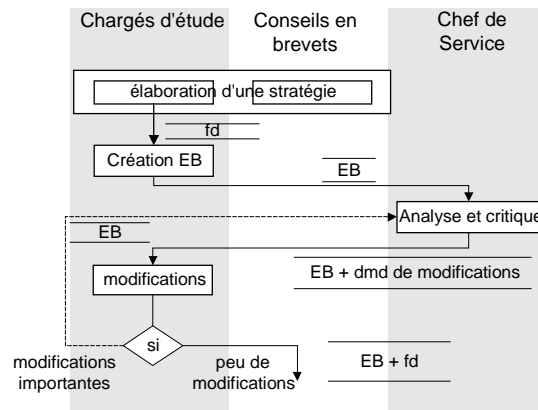 Chargés d'étude
Conseils en
brevets
Chef de
Service
élaboration d'une stratégie
fd
Création EB
EB
Analyse et critique
EB
EB + dmd de modifications
modifications
si
modifications
importantes
peu de
modifications
EB + fd